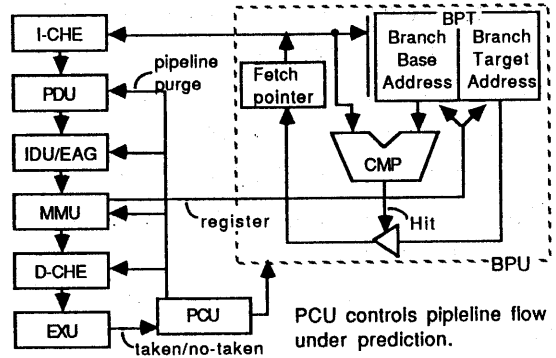 I-CHE
PDU
IDU/EAG
MMU
D-CHE
EXU
pipeline
purge
register
taken/no-taken
PCU
Fetch
pointer
BPT
Branch
Base
Address
Branch
Target
Address
CMP
Hit
BPU
PCU controls pipleline flow
under prediction.